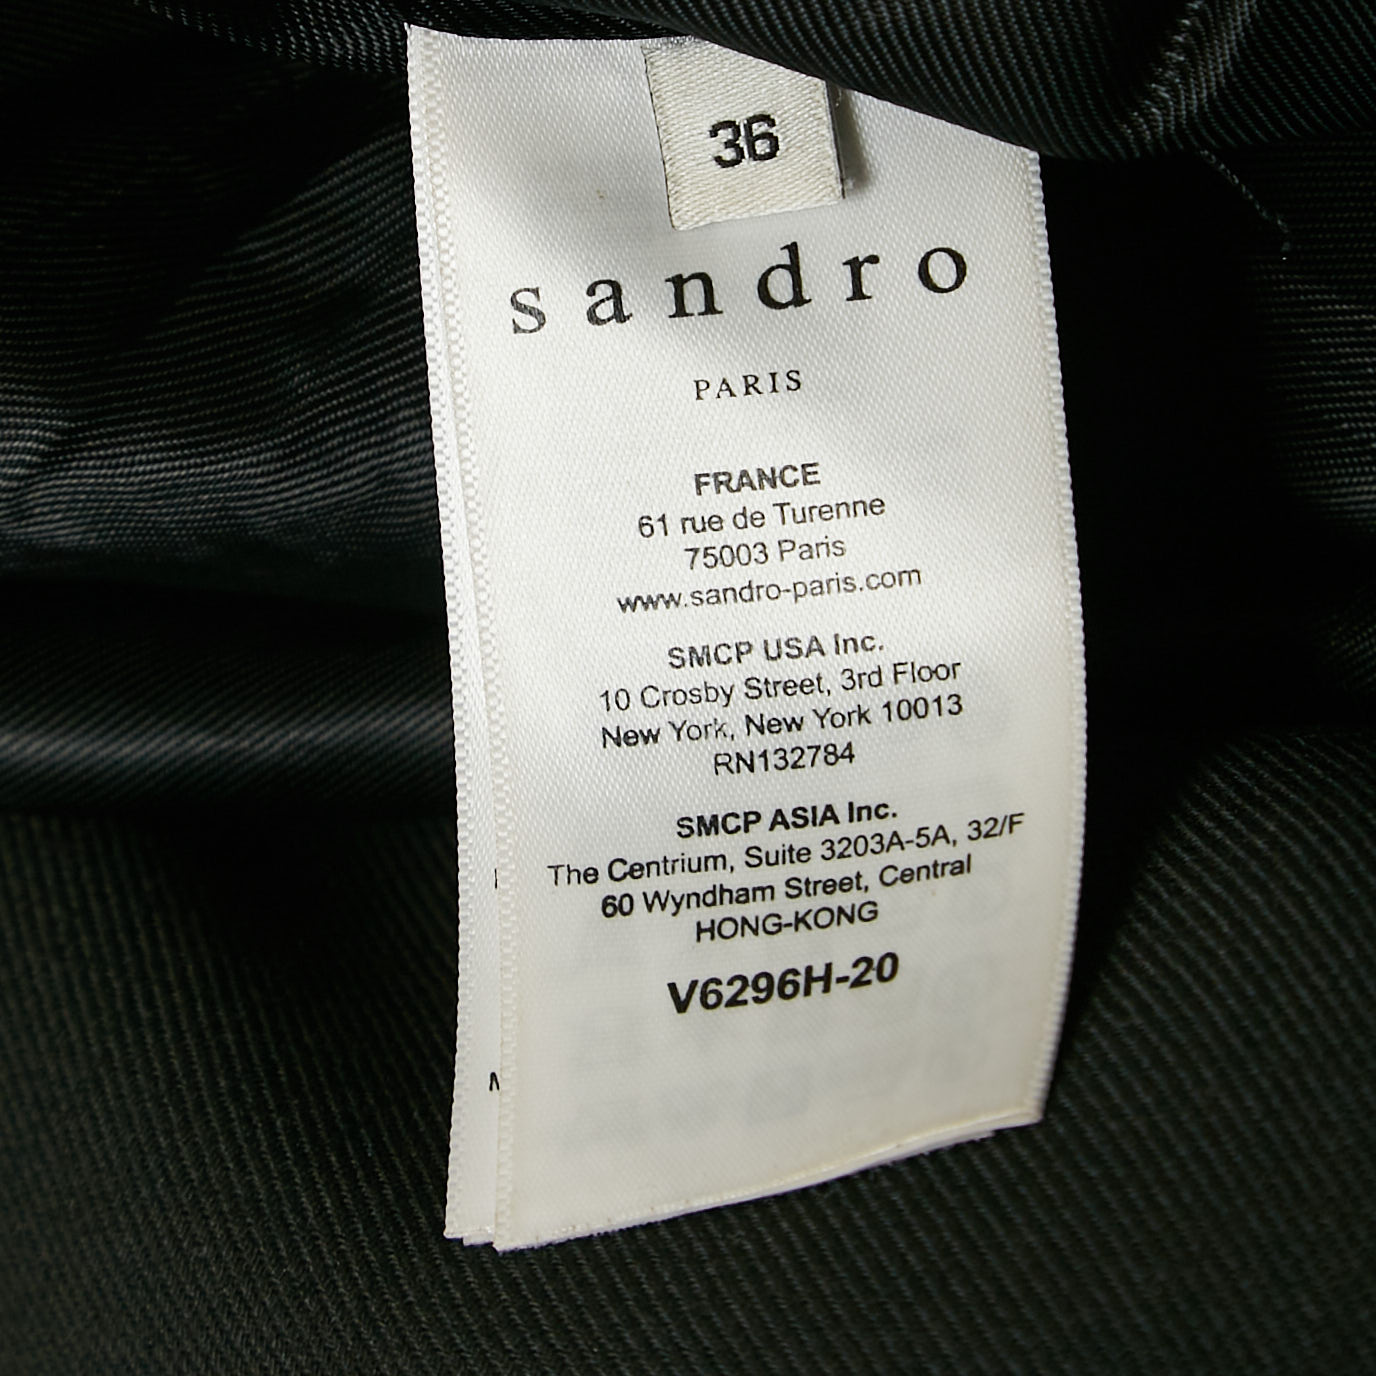 36
sandro
PARIS
FRANCE
61 rue de Turenne
75003 Paris
www.sandro-paris.com
SMCP USA Inc.
10 Crosby Street, 3rd Floor
New York, New York 10013
RN132784
SMCP ASIA Inc.
The Centrium, Suite 3203A-5A, 32/F
60 Wyndham Street, Central
HONG-KONG
V6296H-20